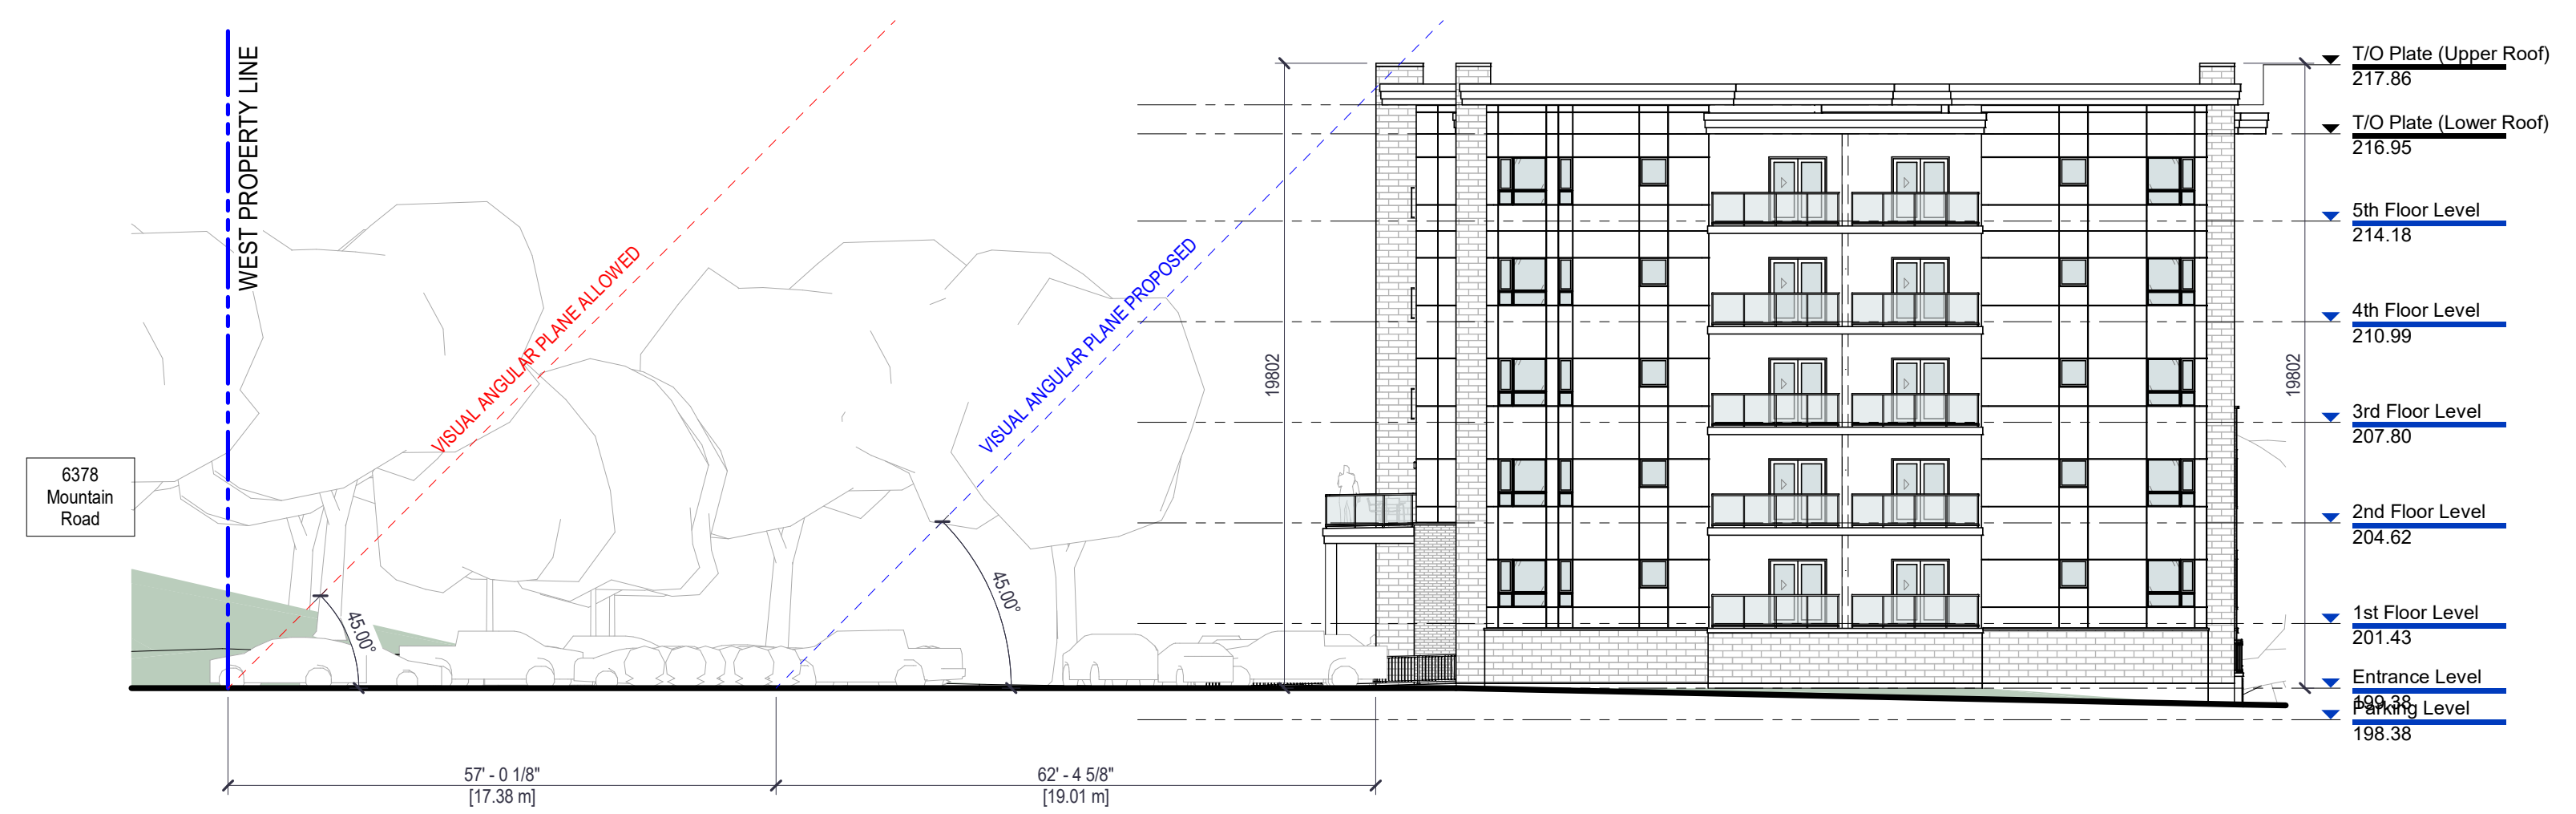 WEST PROPERTY LINE
VISUAL ANGULAR PLANE ALLOWED
VISUAL ANGULAR PLANE PROPOSED
6378
Mountain
Road
45.00°
45.00°
19802
19802
T/O Plate (Upper Roof)
217.86
T/O Plate (Lower Roof)
216.95
5th Floor Level
214.18
4th Floor Level
210.99
3rd Floor Level
207.80
2nd Floor Level
204.62
1st Floor Level
201.43
Entrance Level
199.38
Parking Level
198.38
57' - 0 1/8"
[17.38 m]
62' - 4 5/8"
[19.01 m]